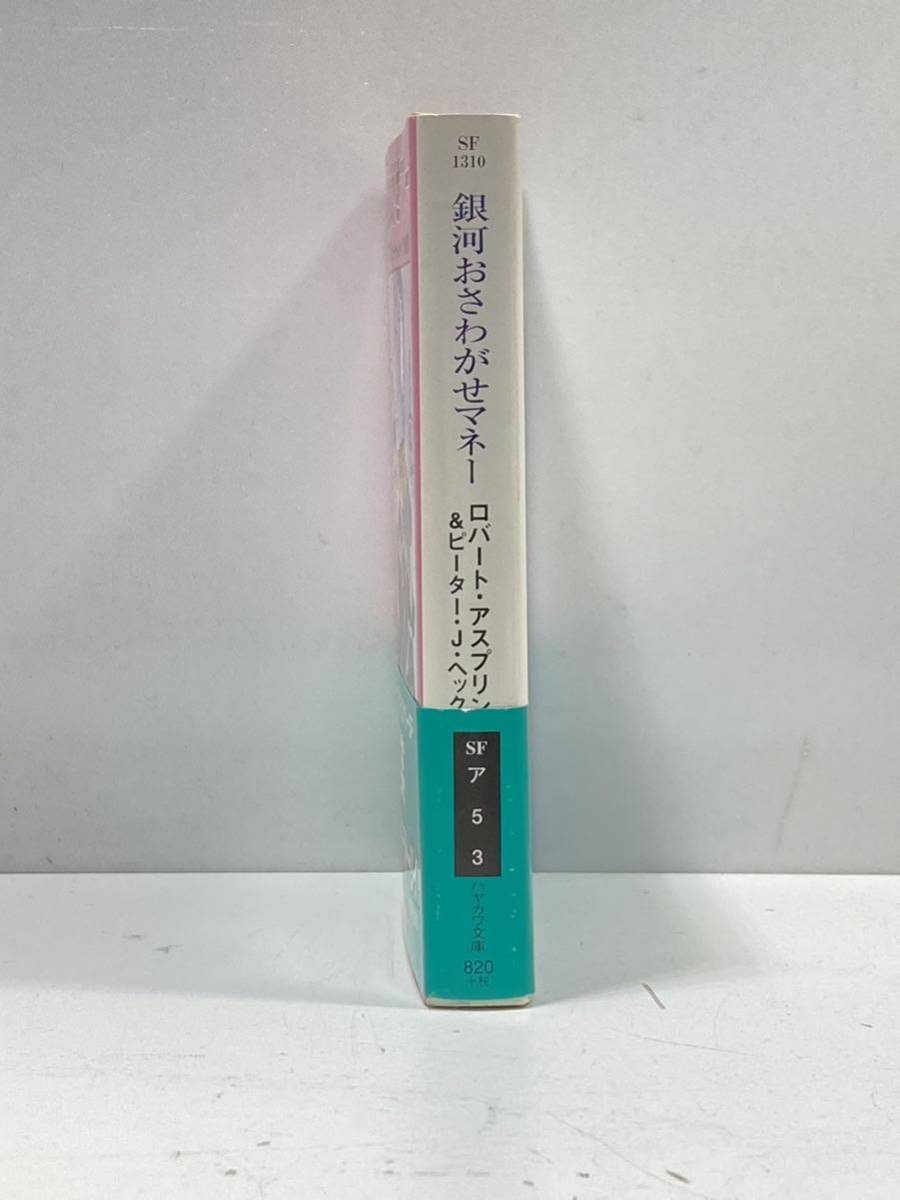 SF
1310
銀河おさわがせマネー
ロバート・アスプリン
&ピーター・J・ヘック
SF
ア
5
3
ハヤカワ文庫
820
+税